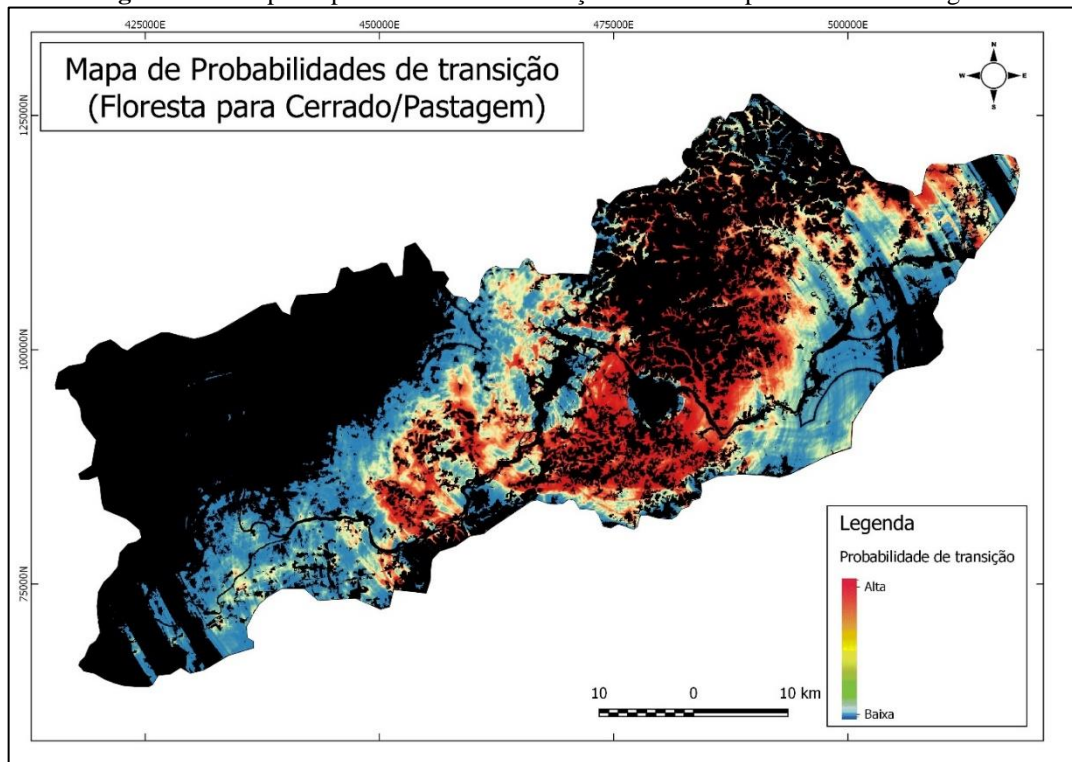 425000E 450000E 475000E 500000E
Mapa de Probabilidades de transição
(Floresta para Cerrado/Pastagem)
N
W E
S
125000N
100000N
75000N
Legenda
Probabilidade de transição
Alta
Baixa
10 0 10 km